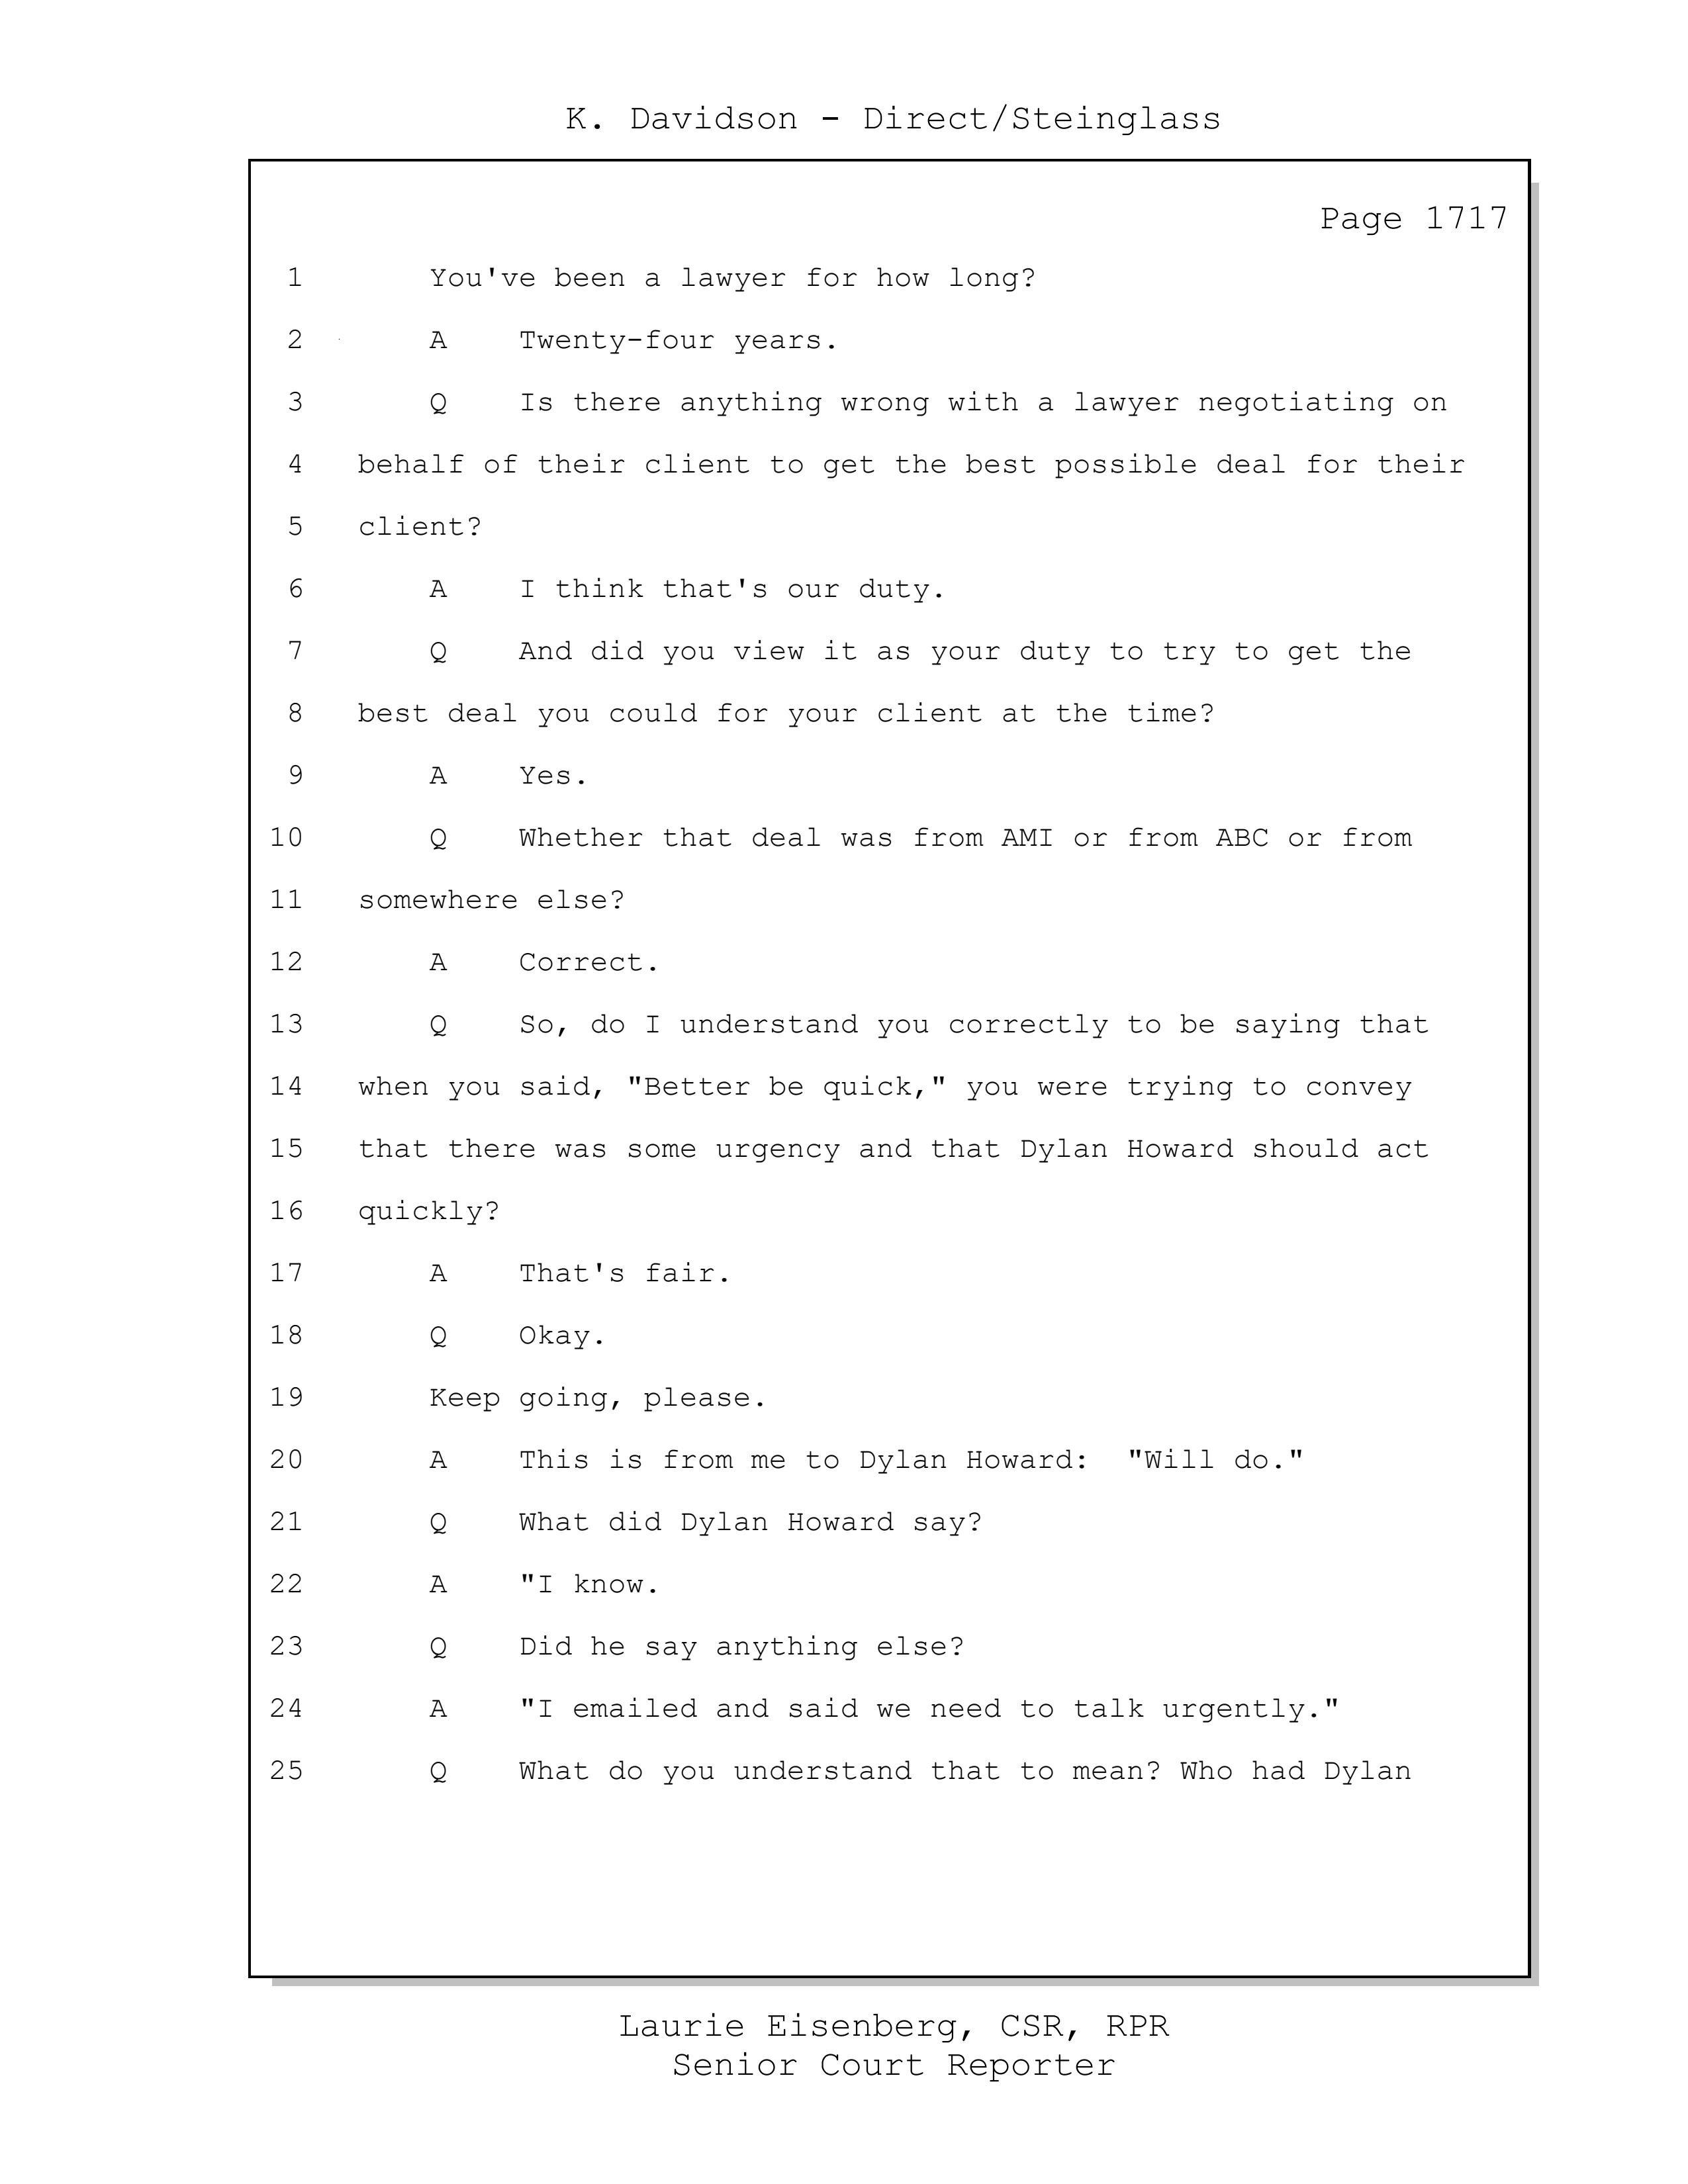 K. Davidson - Direct/Steinglass
Page 1717
1 You've been a lawyer for how long?
2 A Twenty-four years.
3 Q Is there anything wrong with a lawyer negotiating on
4 behalf of their client to get the best possible deal for their
5 client?
6 A I think that's our duty.
7 Q And did you view it as your duty to try to get the
8 best deal you could for your client at the time?
9 A Yes.
10 Q Whether that deal was from AMI or from ABC or from
11 somewhere else?
12 A Correct.
13 Q So, do I understand you correctly to be saying that
14 when you said, "Better be quick," you were trying to convey
15 that there was some urgency and that Dylan Howard should act
16 quickly?
17 A That's fair.
18 Q Okay.
19 Keep going, please.
20 A This is from me to Dylan Howard: "Will do."
21 Q What did Dylan Howard say?
22 A "I know.
23 Q Did he say anything else?
24 A "I emailed and said we need to talk urgently."
25 Q What do you understand that to mean? Who had Dylan
Laurie Eisenberg, CSR, RPR
Senior Court Reporter